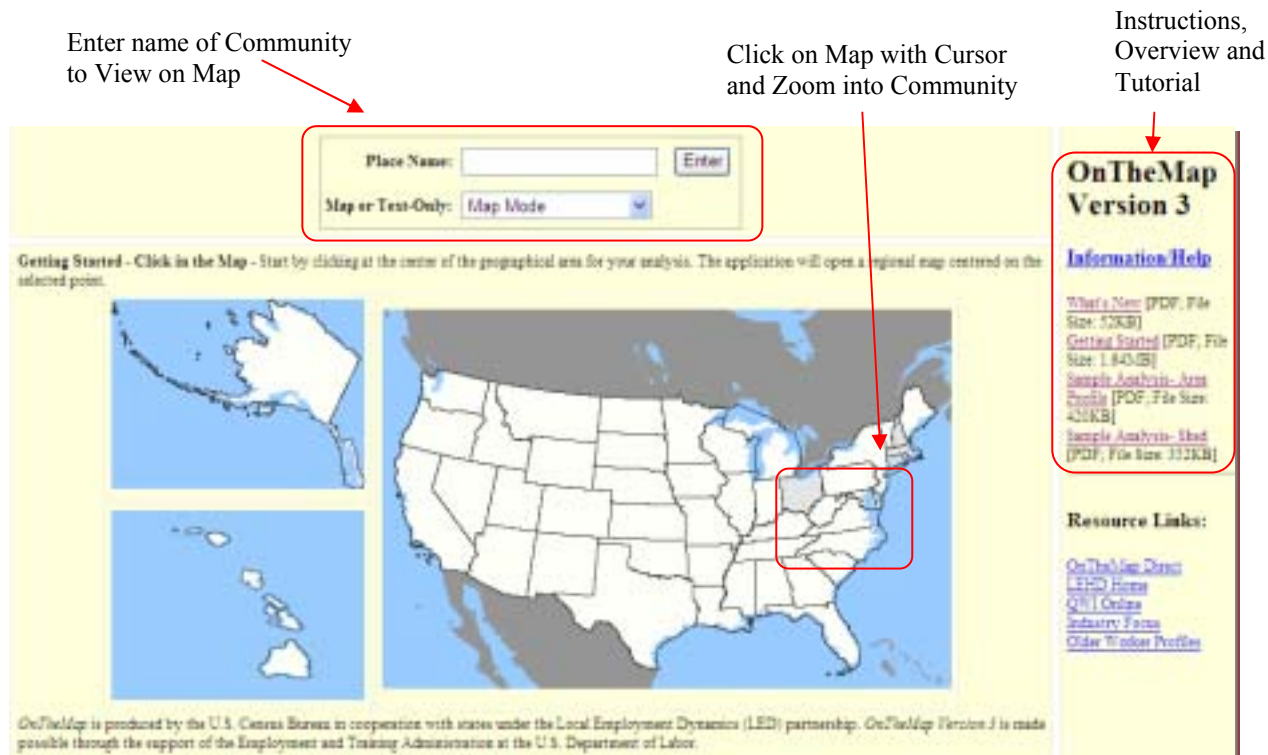 Enter name of Community
to View on Map
Click on Map with Cursor
and Zoom into Community
Instructions,
Overview and
Tutorial
Place Name:
Enter
Map or Text-Only:
Map Mode
Getting Started - Click in the Map - Start by clicking at the center of the geographical area for your analysis. The application will open a regional map centered on the
selected point.
OnTheMap is produced by the U.S. Census Bureau in cooperation with states under the Local Employment Dynamics (LED) partnership. OnTheMap Version 3 is made
possible through the support of the Employment and Training Administration at the U.S. Department of Labor.
OnTheMap
Version 3
Information/Help
What's New [PDF, File
Size: 52KB]
Getting Started [PDF, File
Size: 1.84MB]
Sample Analysis- Area
Profile [PDF, File Size:
420KB]
Sample Analysis- Shed
[PDF, File Size: 352KB]
Resource Links:
OnTheMap Direct
LEHD Home
QWI Online
Industry Focus
Older Worker Profiles